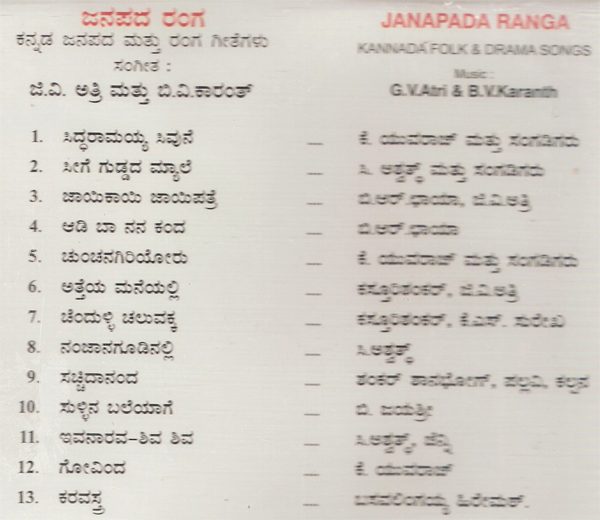 ಜನಪದ ರಂಗ
JANAPADA RANGA
ಕನ್ನಡ ಜನಪದ ಮತ್ತು ರಂಗ ಗೀತೆಗಳು
KANNADA FOLK & DRAMA SONGS
ಸಂಗೀತ :
Music :
ಜಿ.ವಿ. ಅತ್ರಿ ಮತ್ತು ಬಿ.ವಿ.ಕಾರಂತ್
G.V.Atri & B.V.Karanth
1. ಸಿದ್ಧರಾಮಯ್ಯ ಸಿವುನೆ — ಕೆ. ಯುವರಾಜ್ ಮತ್ತು ಸಂಗಡಿಗರು
2. ಸೀಗೆ ಗುಡ್ಡದ ಮ್ಯಾಲೆ — ಸಿ. ಅಶ್ವತ್ಥ್ ಮತ್ತು ಸಂಗಡಿಗರು
3. ಜಾಯಿಕಾಯಿ ಜಾಯಿಪತ್ರೆ — ಬಿ.ಆರ್.ಛಾಯಾ, ಜಿ.ವಿ.ಅತ್ರಿ
4. ಆಡಿ ಬಾ ನನ ಕಂದ — ಬಿ.ಆರ್.ಛಾಯಾ
5. ಚುಂಚನಗಿರಿಯೋರು — ಕೆ. ಯುವರಾಜ್ ಮತ್ತು ಸಂಗಡಿಗರು
6. ಅತ್ತೆಯ ಮನೆಯಲ್ಲಿ — ಕಸ್ತೂರಿಶಂಕರ್, ಜಿ.ವಿ.ಅತ್ರಿ
7. ಚೆಂದುಳ್ಳಿ ಚಲುವಕ್ಕ — ಕಸ್ತೂರಿಶಂಕರ್, ಕೆ.ಎಸ್. ಸುರೇಖ
8. ನಂಜಾನಗೂಡಿನಲ್ಲಿ — ಸಿ.ಅಶ್ವತ್ಥ್
9. ಸಚ್ಚಿದಾನಂದ — ಶಂಕರ್ ಶಾನಭೋಗ್, ಪಲ್ಲವಿ, ಕಲ್ಪನ
10. ಸುಳ್ಳಿನ ಬಲೆಯಾಗೆ — ಬಿ. ಜಯಶ್ರೀ
11. ಇವನಾರವ-ಶಿವ ಶಿವ — ಸಿ.ಅಶ್ವತ್ಥ್, ಜೆನ್ನಿ
12. ಗೋವಿಂದ — ಕೆ. ಯುವರಾಜ್
13. ಕರವಸ್ತ್ರ — ಬಸವಲಿಂಗಯ್ಯ ಹಿರೇಮಠ್.